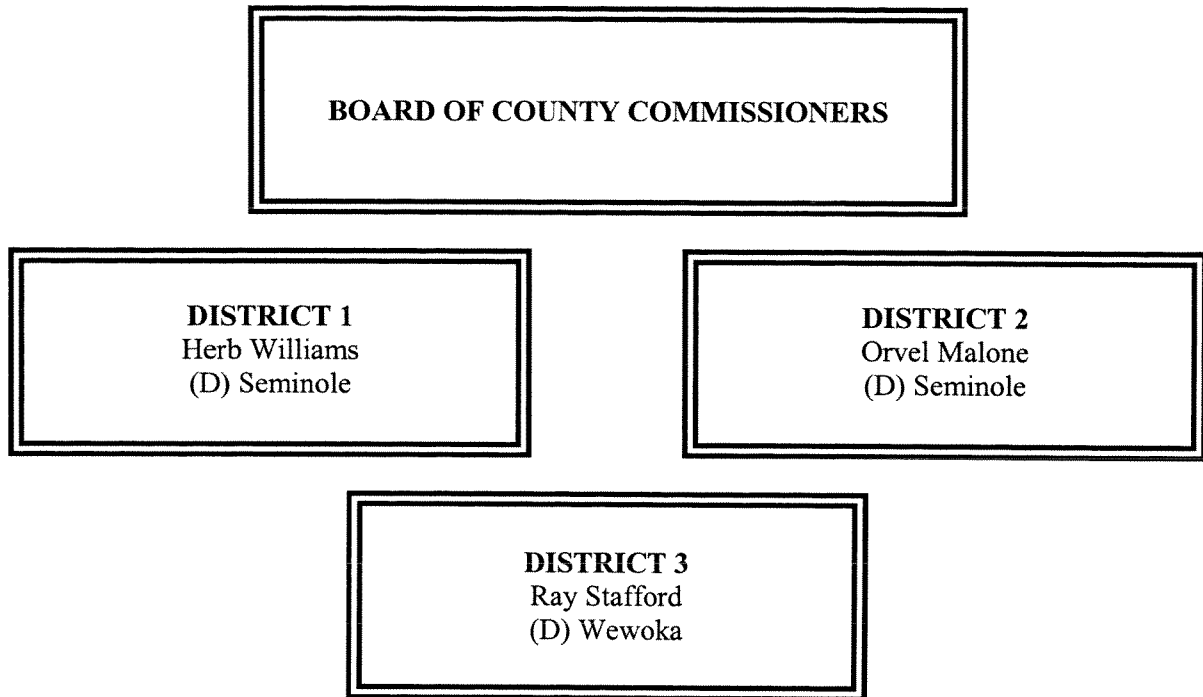 BOARD OF COUNTY COMMISSIONERS
DISTRICT 1
Herb Williams
(D) Seminole
DISTRICT 2
Orvel Malone
(D) Seminole
DISTRICT 3
Ray Stafford
(D) Wewoka